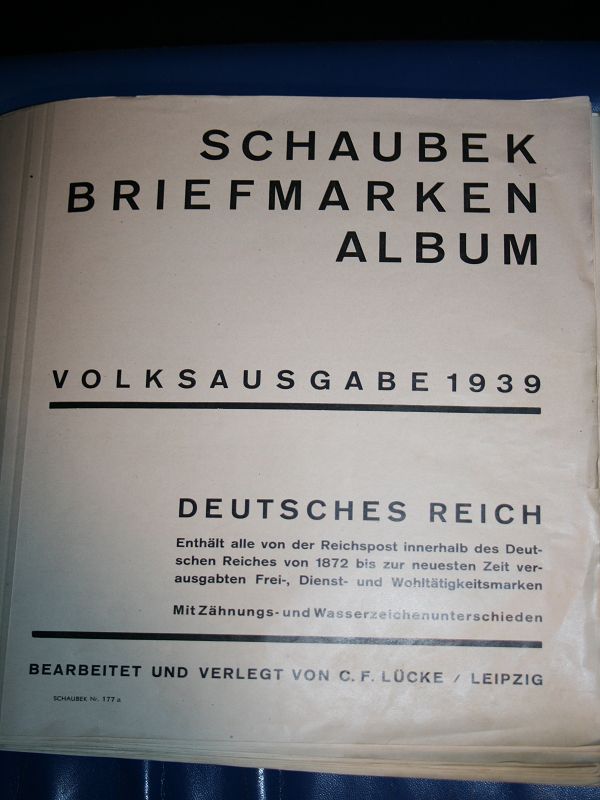 SCHAUBEK
BRIEFMARKEN
ALBUM
VOLKSAUSGABE 1939
DEUTSCHES REICH
Enthält alle von der Reichspost innerhalb des Deut-
schen Reiches von 1872 bis zur neuesten Zeit ver-
ausgabten Frei-, Dienst- und Wohltätigkeitsmarken
Mit Zähnungs- und Wasserzeichenunterschieden
BEARBEITET UND VERLEGT VON C. F. LÜCKE / LEIPZIG
SCHAUBEK Nr. 177 a